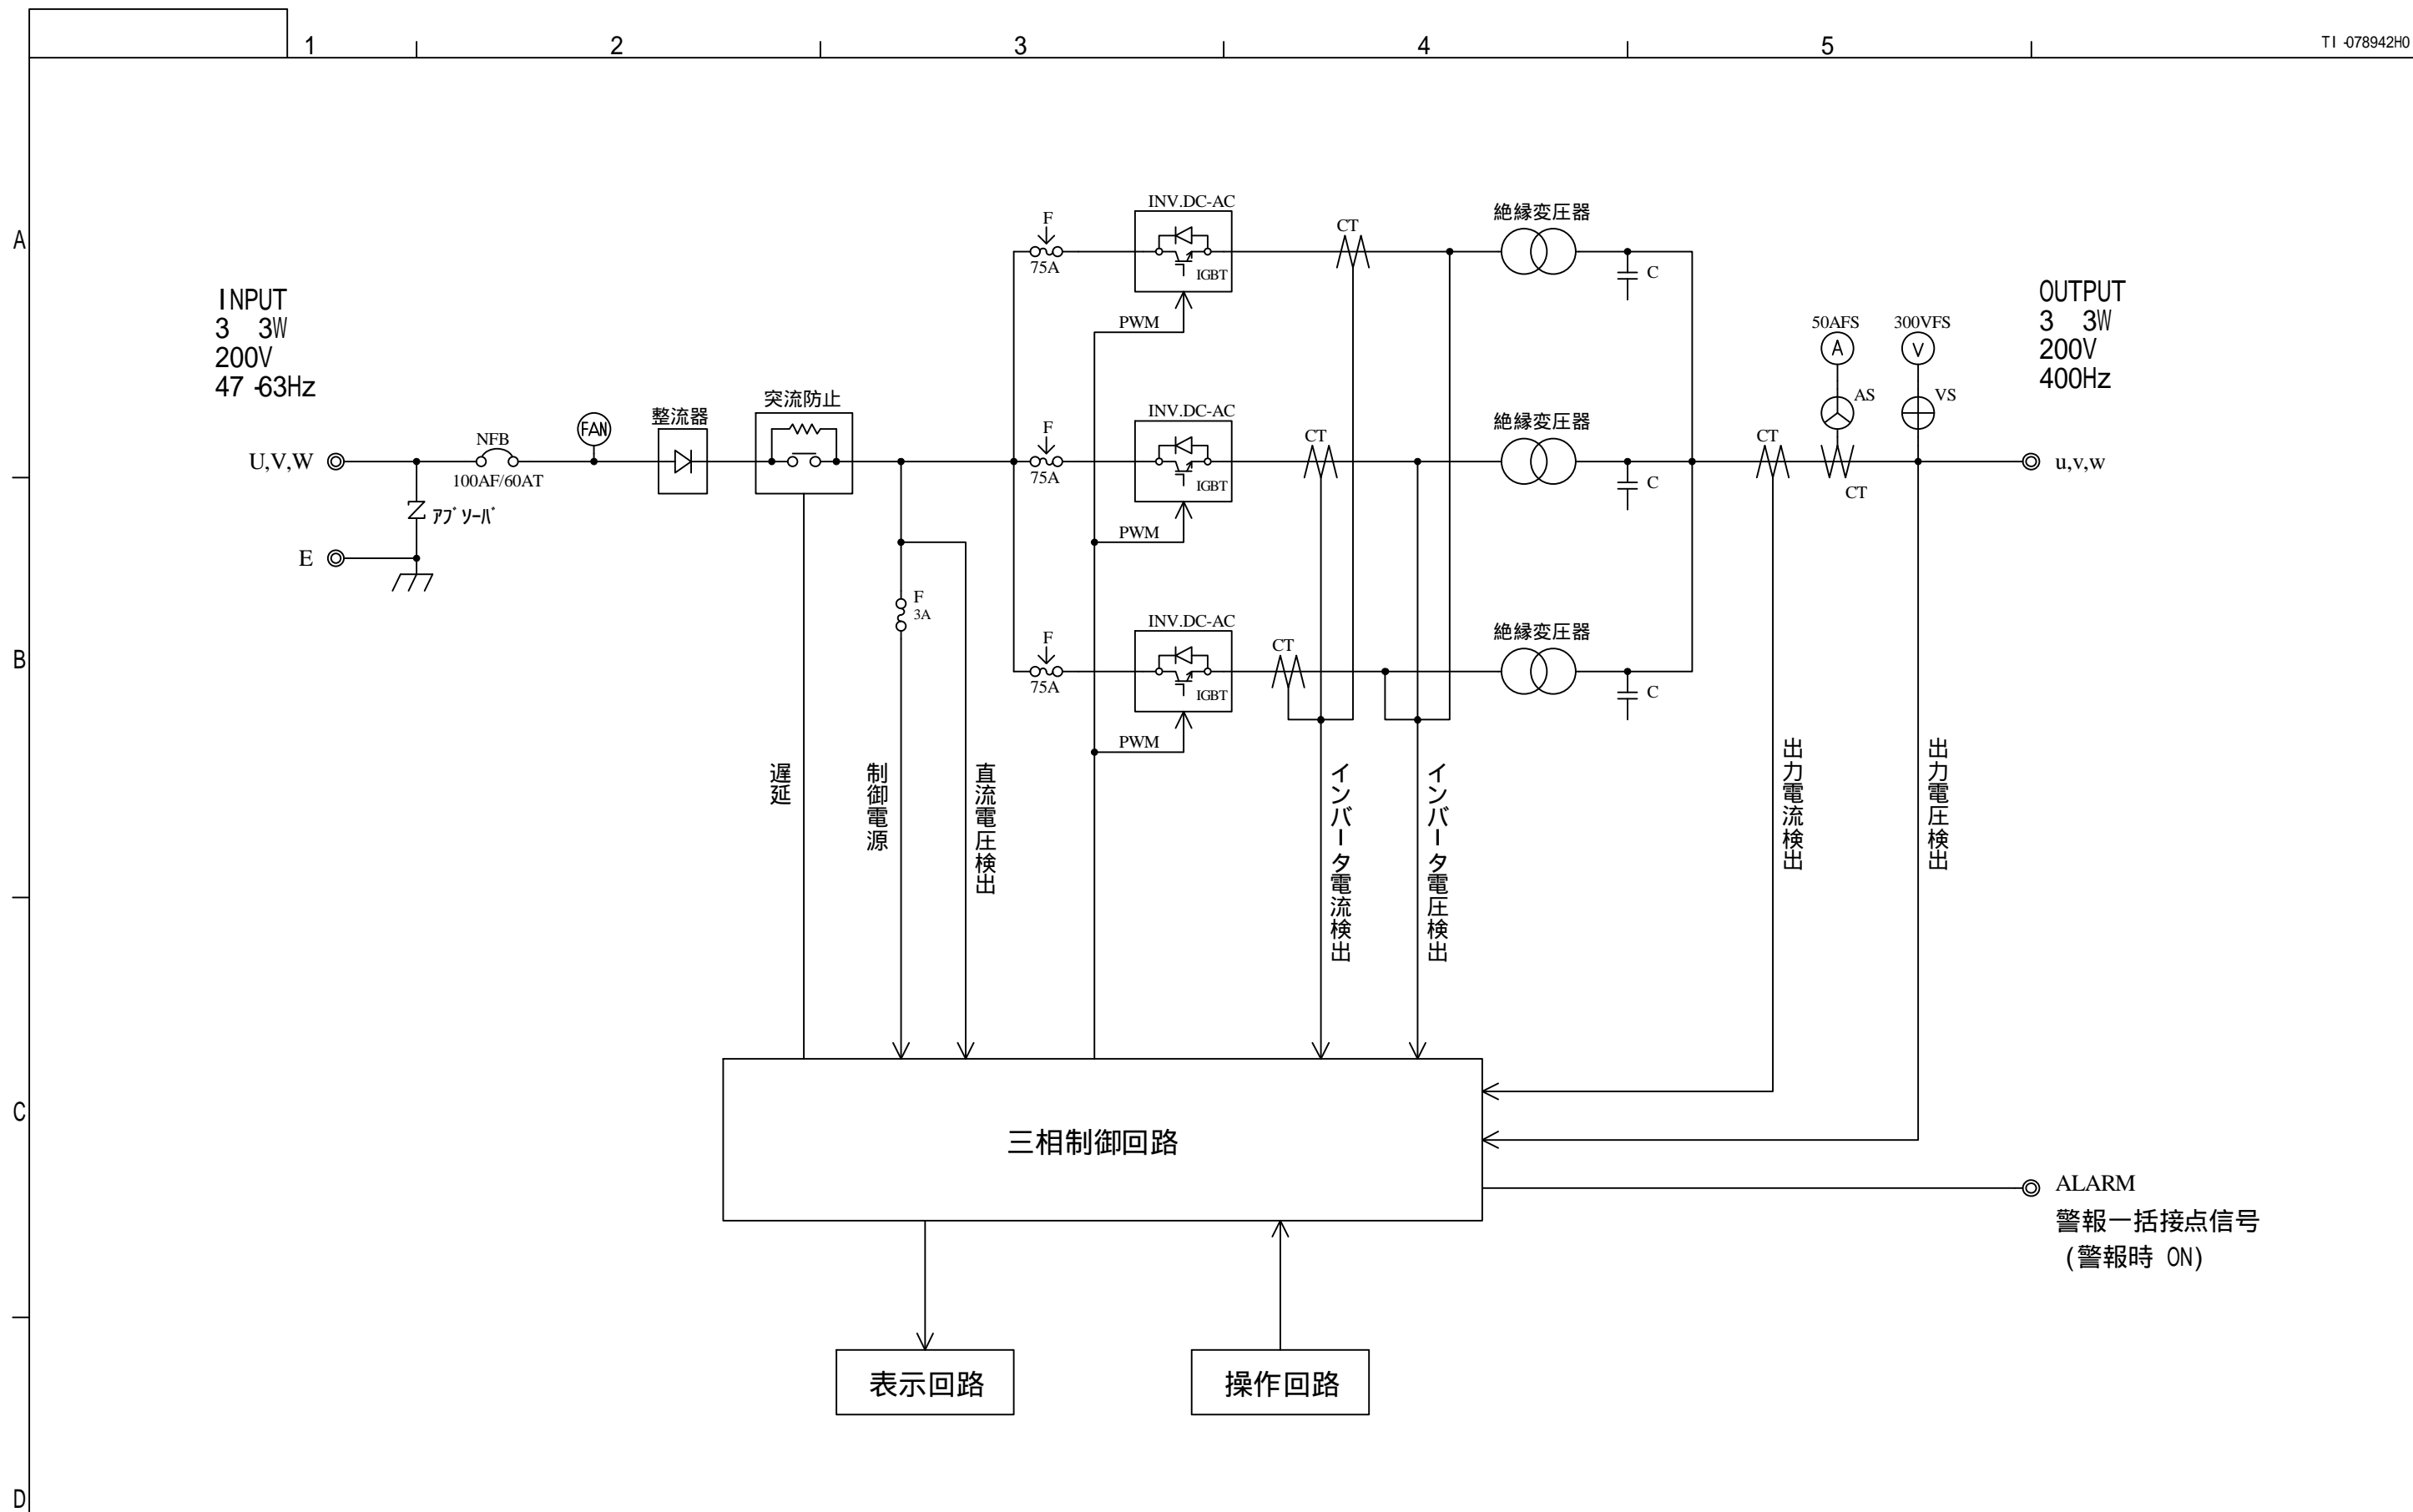 1
2
3
4
5
TI-078942H0
A
B
C
D
INPUT
3 3W
200V
47-63Hz
U,V,W
E
アブソーバ
NFB
100AF/60AT
FAN
整流器
突流防止
F
75A
INV.DC-AC
IGBT
PWM
CT
絶縁変圧器
C
F
75A
INV.DC-AC
IGBT
PWM
CT
絶縁変圧器
C
F
75A
INV.DC-AC
IGBT
PWM
CT
絶縁変圧器
C
F
3A
50AFS
A
AS
300VFS
V
VS
CT
CT
OUTPUT
3 3W
200V
400Hz
u,v,w
遅延
制御電源
直流電圧検出
インバータ電流検出
インバータ電圧検出
出力電流検出
出力電圧検出
三相制御回路
ALARM
警報一括接点信号
(警報時 ON)
表示回路
操作回路